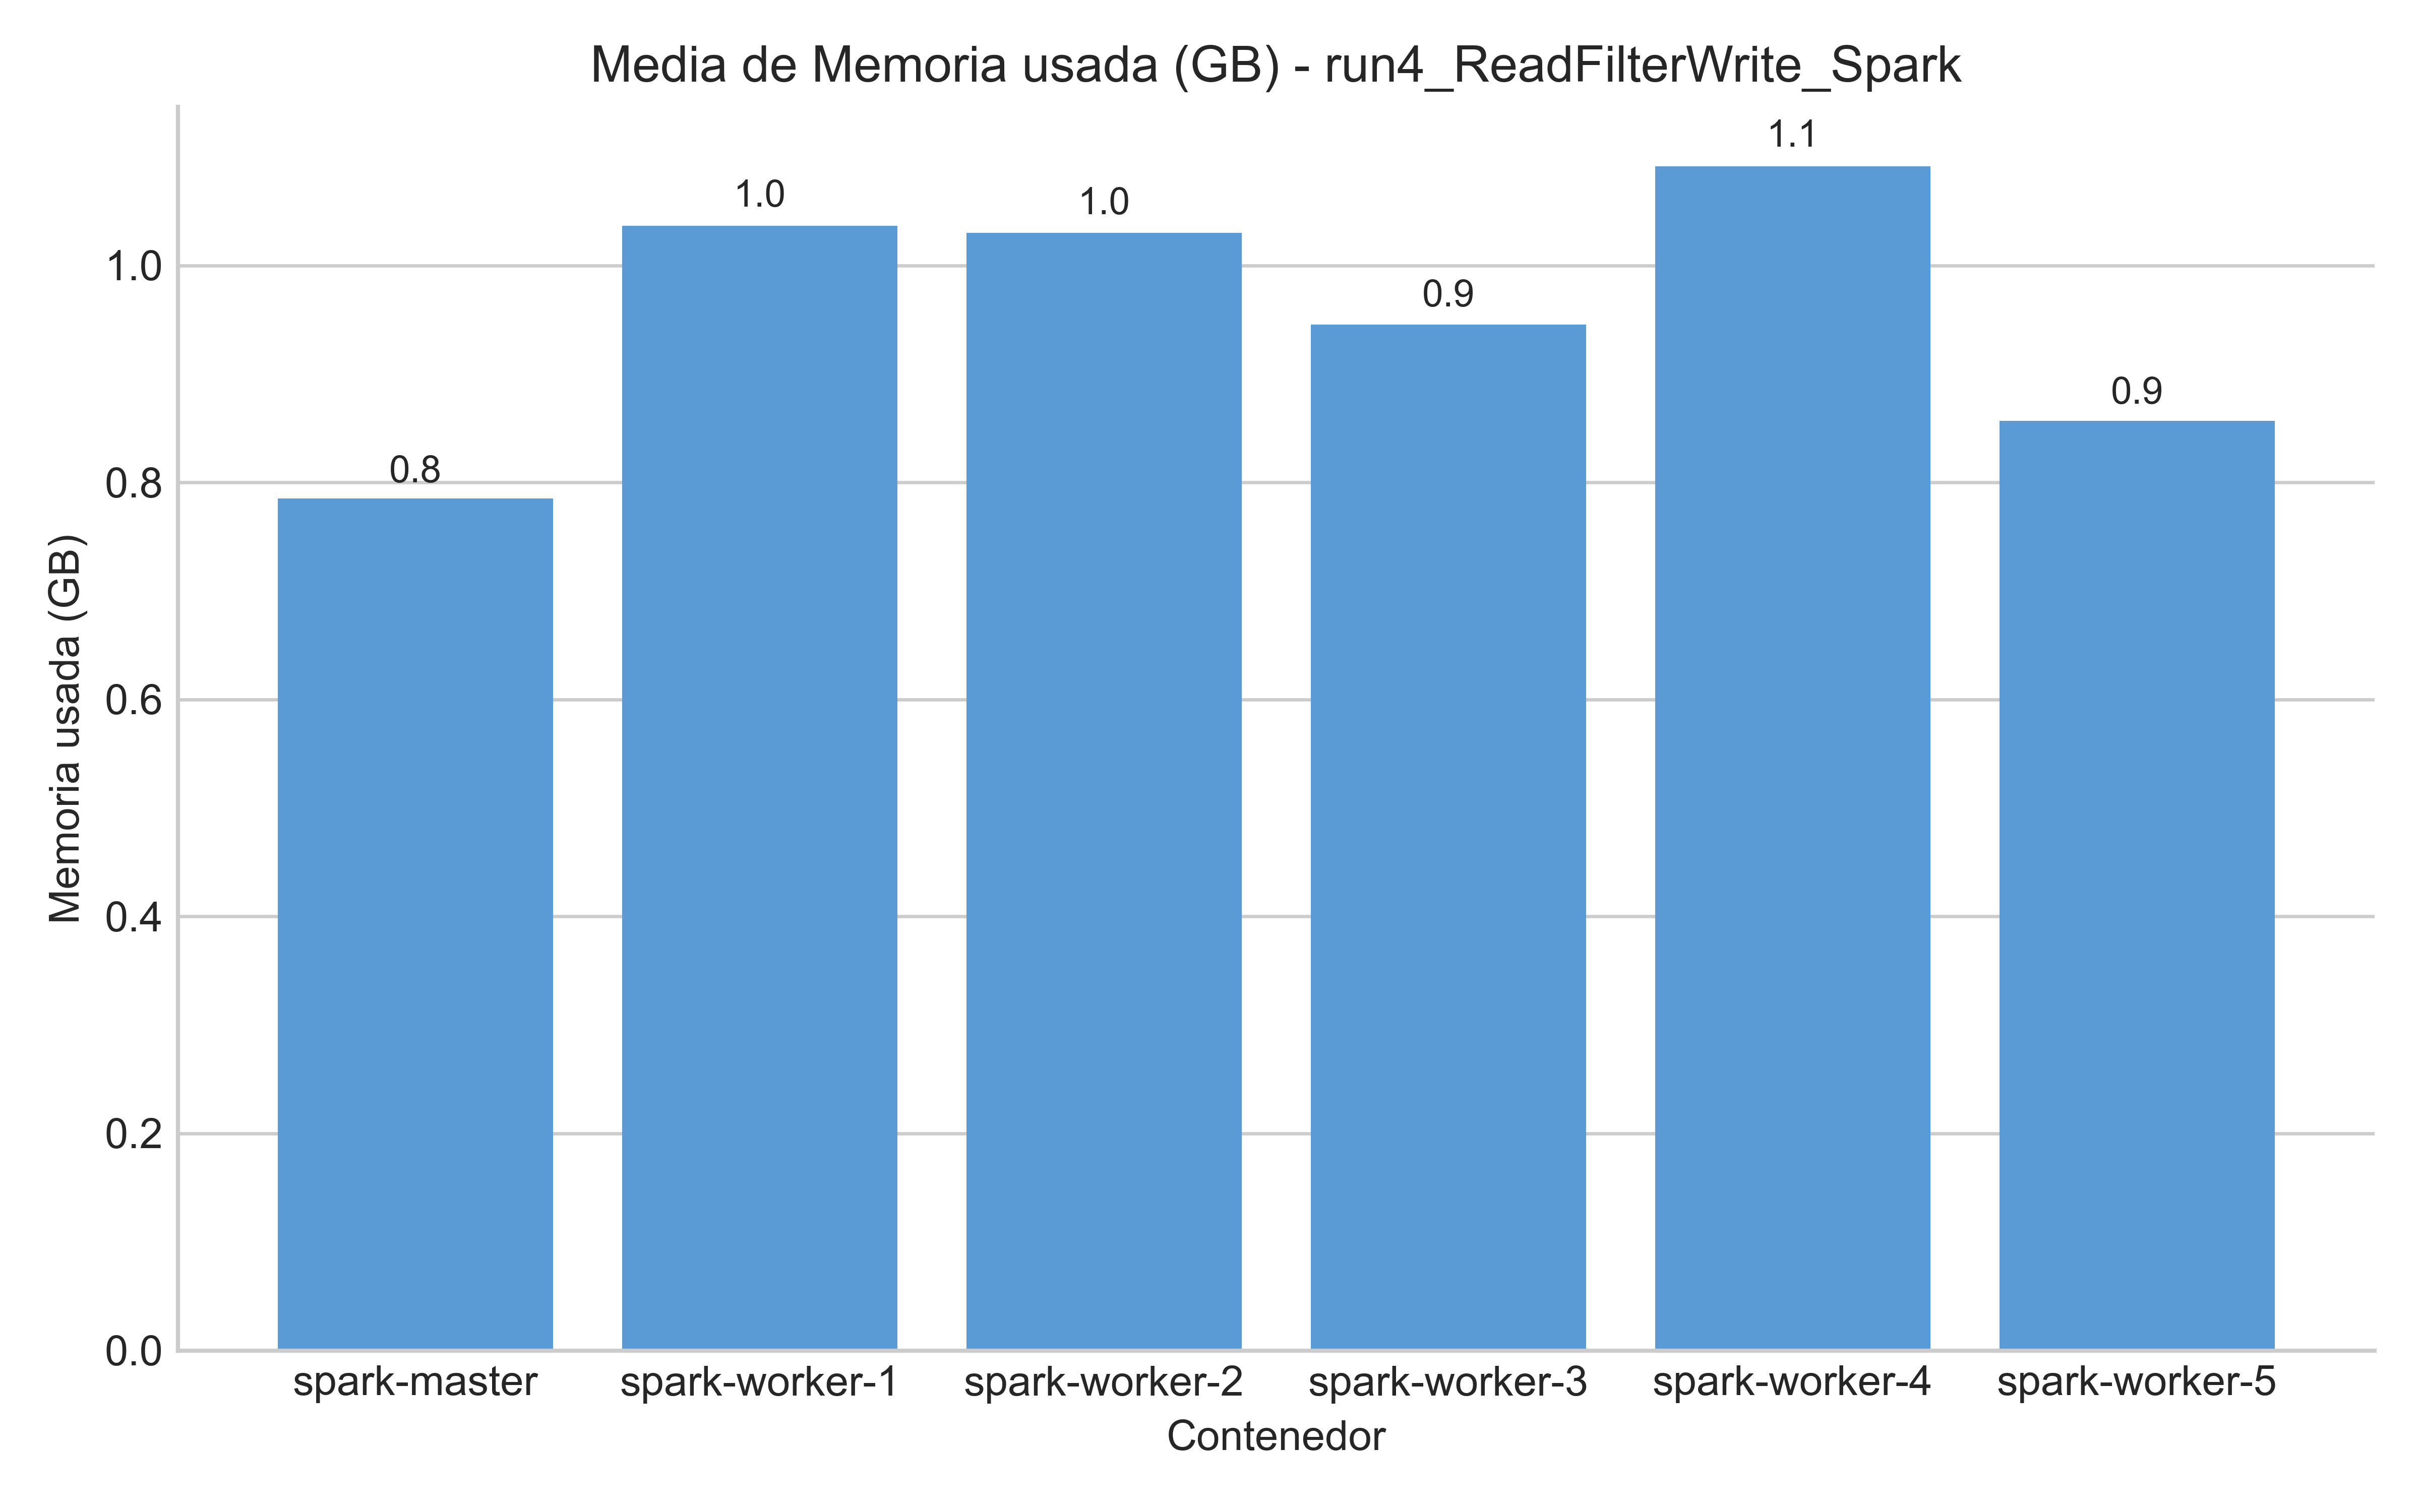 Media de Memoria usada (GB) - run4_ReadFilterWrite_Spark
1.1
1.0
1.0
0.9
0.9
0.8
1.0
0.8
0.6
0.4
0.2
0.0
Memoria usada (GB)
spark-master
spark-worker-1
spark-worker-2
spark-worker-3
spark-worker-4
spark-worker-5
Contenedor